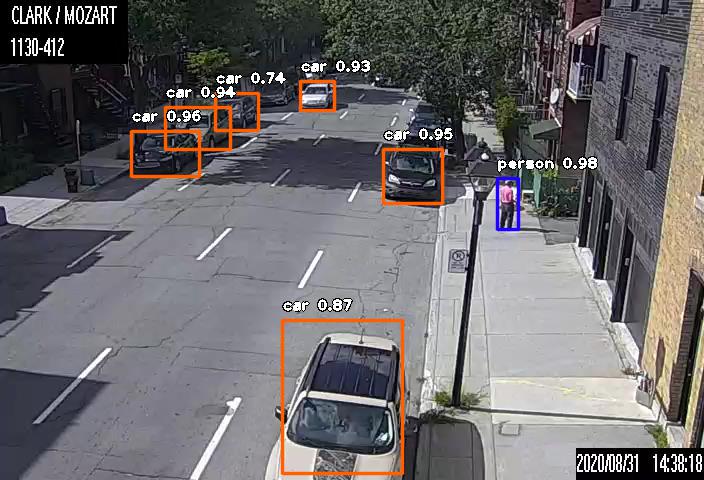 CLARK / MOZART
1130-412
car 0.93
car 0.74
car 0.94
car 0.96
car 0.95
person 0.98
car 0.87
2020/08/31 14:38:18